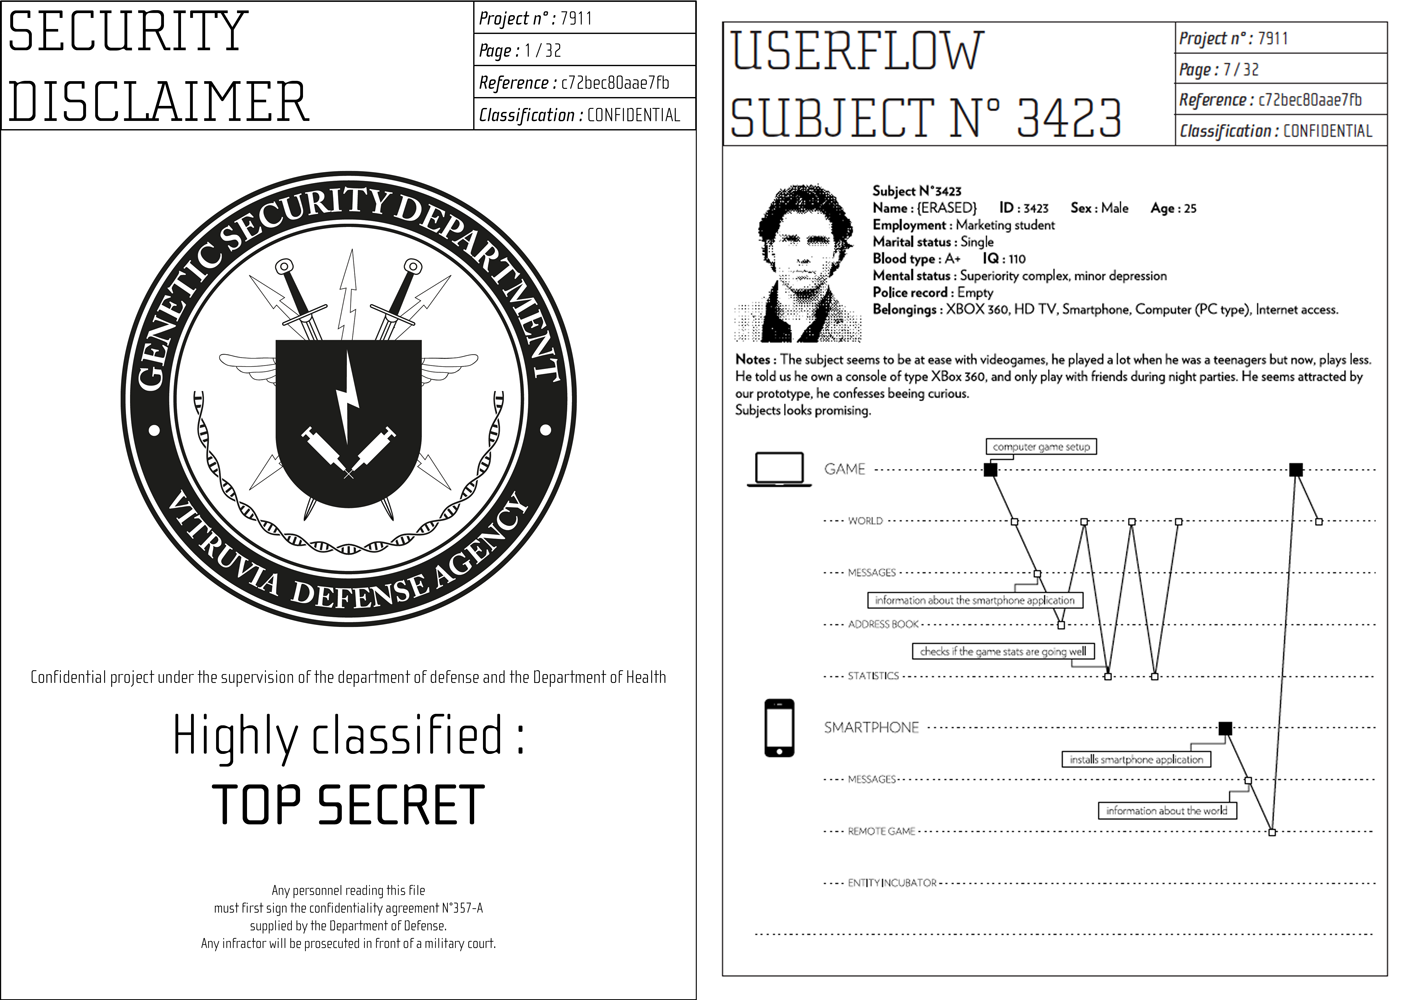 SECURITY
DISCLAIMER
Project n° : 7911
Page : 1 / 32
Reference : c72bec80aae7fb
Classification : CONFIDENTIAL
GENETIC SECURITY DEPARTMENT
VITRUVIA DEFENSE AGENCY
Confidential project under the supervision of the department of defense and the Department of Health
Highly classified :
TOP SECRET
Any personnel reading this file
must first sign the confidentiality agreement N°357-A
supplied by the Department of Defense.
Any infractor will be prosecuted in front of a military court.
USERFLOW
SUBJECT N° 3423
Project n° : 7911
Page : 7 / 32
Reference : c72bec80aae7fb
Classification : CONFIDENTIAL
Subject N°3423
Name : {ERASED} ID : 3423 Sex : Male Age : 25
Employment : Marketing student
Marital status : Single
Blood type : A+ IQ : 110
Mental status : Superiority complex, minor depression
Police record : Empty
Belongings : XBOX 360, HD TV, Smartphone, Computer (PC type), Internet access.
Notes : The subject seems to be at ease with videogames, he played a lot when he was a teenagers but now, plays less.
He told us he own a console of type XBox 360, and only play with friends during night parties. He seems attracted by
our prototype, he confesses beeing curious.
Subjects looks promising.
computer game setup
GAME
WORLD
MESSAGES
information about the smartphone application
ADDRESS BOOK
checks if the game stats are going well
STATISTICS
SMARTPHONE
installs smartphone application
MESSAGES
information about the world
REMOTE GAME
ENTITY INCUBATOR